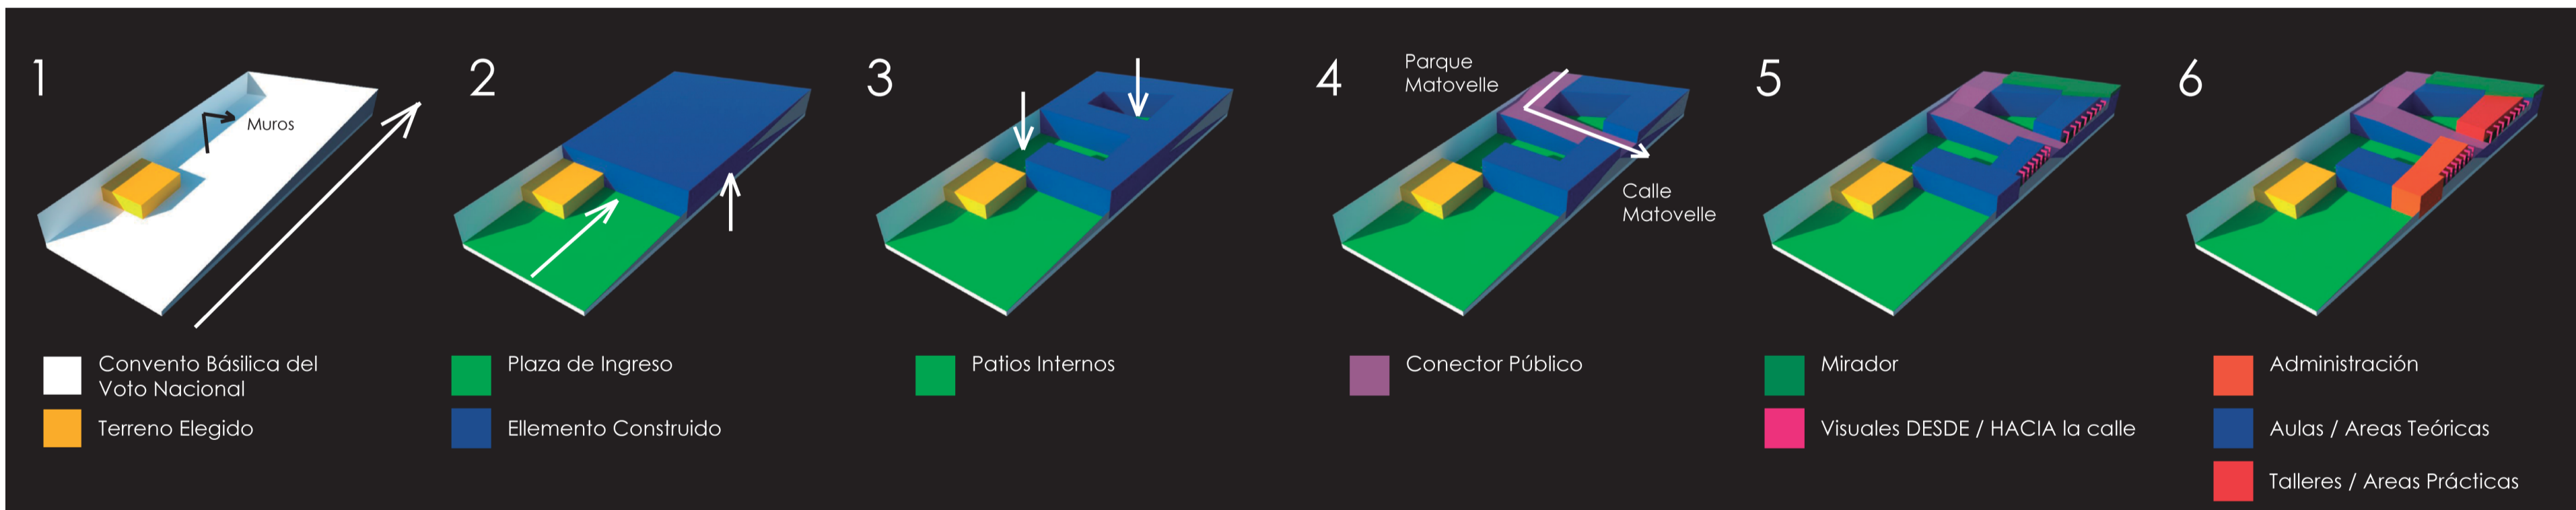 1
Muros
Convento Básilica del
Voto Nacional
Terreno Elegido
2
Plaza de Ingreso
Ellemento Construido
3
Patios Internos
4
Parque
Matovelle
Calle
Matovelle
Conector Público
5
Mirador
Visuales DESDE / HACIA la calle
6
Administración
Aulas / Areas Teóricas
Talleres / Areas Prácticas